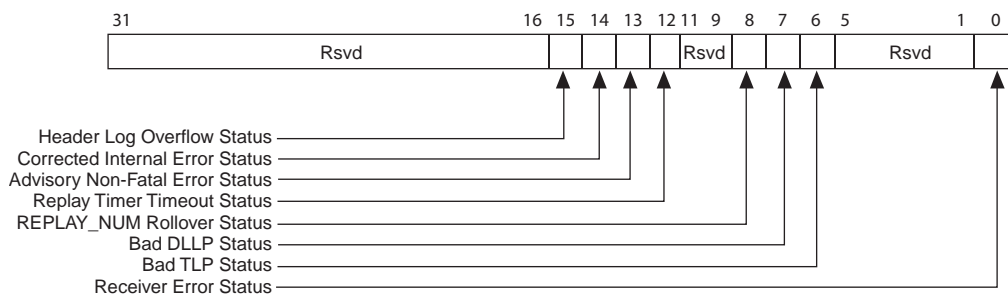 31 16 15 14 13 12 11 9 8 7 6 5 1 0
Rsvd Rsvd Rsvd
Header Log Overflow Status
Corrected Internal Error Status
Advisory Non-Fatal Error Status
Replay Timer Timeout Status
REPLAY_NUM Rollover Status
Bad DLLP Status
Bad TLP Status
Receiver Error Status